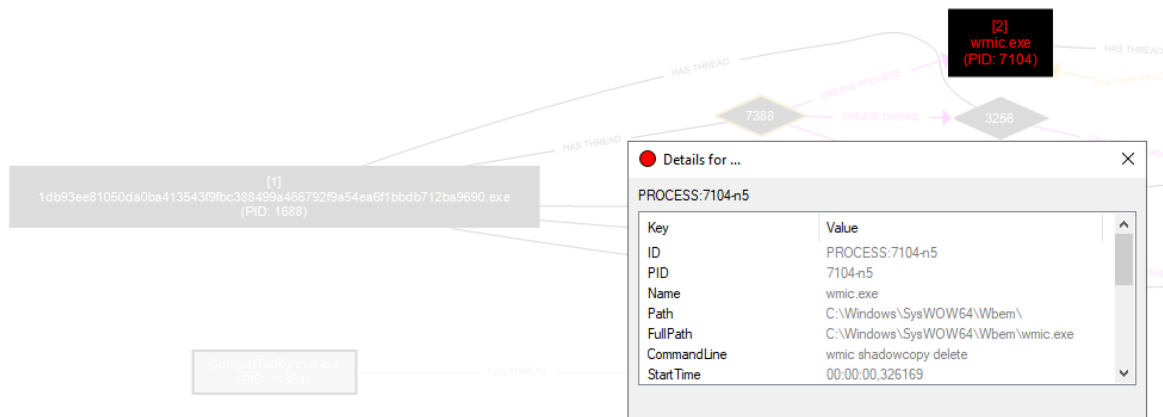 [2]
wmic.exe
(PID: 7104)
HAS THREAD
HAS THREAD
CREATE PROCESS
7388
CREATE THREAD
3256
HAS THREAD
[1]
1db93ee81050da0ba413543f9fbc388499a466792f9a54ea6f1bbdb712ba9690.exe
(PID: 1688)
Details for ...
PROCESS:7104-n5
Key Value
ID PROCESS:7104-n5
PID 7104-n5
Name wmic.exe
Path C:\Windows\SysWOW64\Wbem\
FullPath C:\Windows\SysWOW64\Wbem\wmic.exe
CommandLine wmic shadowcopy delete
StartTime 00:00:00,326169
HAS THREAD